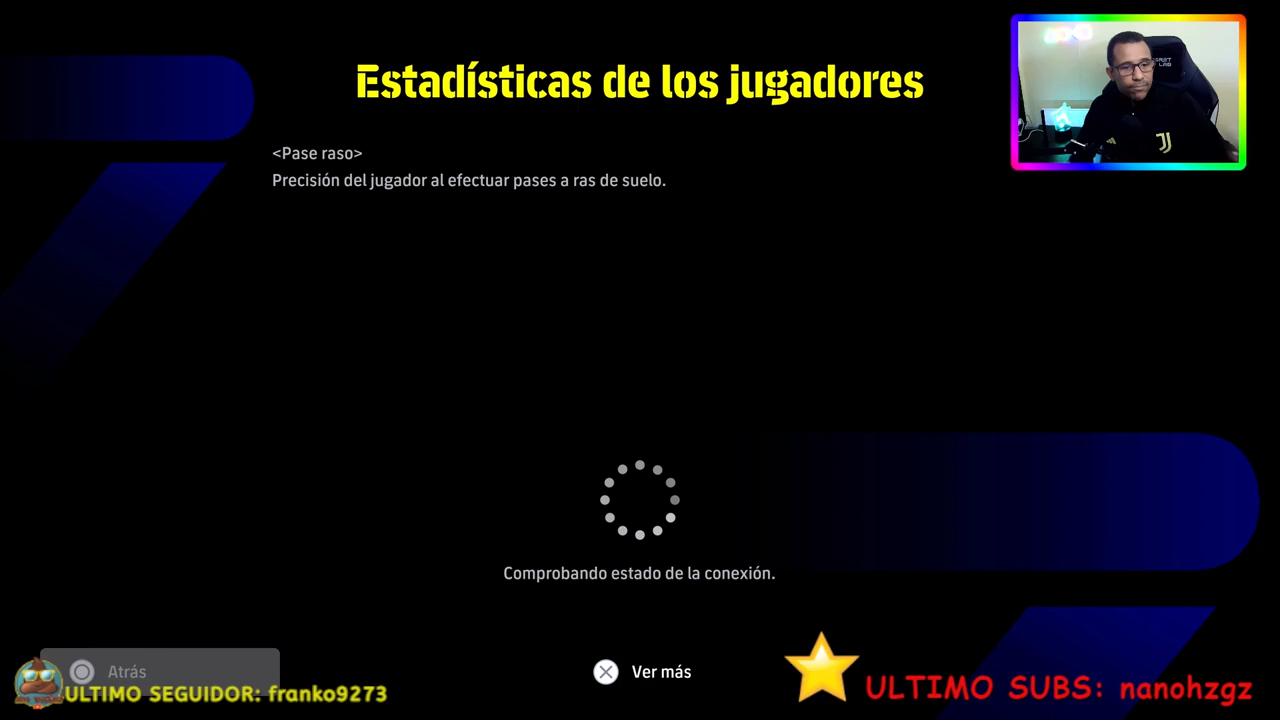 Estadísticas de los jugadores
<Pase raso>
Precisión del jugador al efectuar pases a ras de suelo.
Comprobando estado de la conexión.
Atrás
Ver más
ULTIMO SEGUIDOR: franko9273
ULTIMO SUBS: nanohzgz